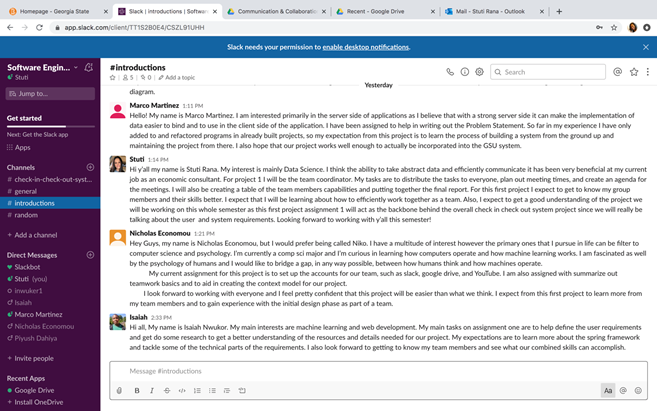 Homepage - Georgia State
Slack | introductions | Softwar
Communication & Collaboratio
Recent - Google Drive
Mail - Stuti Rana - Outlook
app.slack.com/client/TT1S2B0E4/CSZL91UHH
Slack needs your permission to enable desktop notifications.
Software Engin...
Stuti
Jump to...
Get started
Next: Get the Slack app
Apps
Channels
# check-in-check-out-syst...
# general
# introductions
# random
+ Add a channel
Direct Messages
Slackbot
Stuti (you)
inwuker1
Isaiah
Marco Martinez
Nicholas Economou
Piyush Dahiya
+ Invite people
Recent Apps
Google Drive
+ Install OneDrive
#introductions
5
0
Add a topic
Search
Yesterday
diagram.
Marco Martinez 1:11 PM
Hello! My name is Marco Martinez. I am interested primarily in the server side of applications as I believe that with a strong server side it can make the implementation of
data easier to bind and to use in the client side of the application. I have been assigned to help in writing out the Problem Statement. So far in my experience I have only
added to and refactored programs in already built projects, so my expectation from this project is to learn the process of building a system from the ground up and
maintaining the project from there. I also hope that our project works well enough to actually be incorporated into the GSU system.
Stuti 1:14 PM
Hi y'all my name is Stuti Rana. My interest is mainly Data Science. I think the ability to take abstract data and efficiently communicate it has been very beneficial at my current
job as an economic consultant. For project 1 I will be the team coordinator. My tasks are to distribute the tasks to everyone, plan out meeting times, and create an agenda for
the meetings. I will also be creating a table of the team members capabilities and putting together the final report. For this first project I expect to get to know my group
members and their skills better. I expect that I will be learning about how to efficiently work together as a team. Also, I expect to get a good understanding of the project we
will be working on this whole semester as this first project assignment 1 will act as the backbone behind the overall check in check out system project since we will really be
talking about the user and system requirements. Looking forward to working with y'all this semester!
Nicholas Economou 1:21 PM
Hey Guys, my name is Nicholas Economou, but I would prefer being called Niko. I have a multitude of interest however the primary ones that I pursue in life can be filter to
computer science and psychology. I'm currently a comp sci major and I'm curious in learning how computers operate and how machine learning works. I am fascinated as well
by the psychology of humans and I would like to bridge a gap, in any way possible, between how humans think and how machines operate.
My current assignment for this project is to set up the accounts for our team, such as slack, google drive, and YouTube. I am also assigned with summarize out
teamwork basics and to aid in creating the context model for our project.
I look forward to working with everyone and I feel pretty confident that this project will be easier than what we think. I expect from this first project to learn more from
my team members and to gain experience with the initial design phase as part of a team.
Isaiah 2:33 PM
Hi all, My name is Isaiah Nwukor. My main interests are machine learning and web development. My main tasks on assignment one are to help define the user requirements
and get do some research to get a better understanding of the resources and details needed for our project. My expectations are to learn more about the spring framework
and tackle some of the technical parts of the requirements. I also look forward to getting to know my team members and see what our combined skills can accomplish.
Message #introductions
B I
Aa